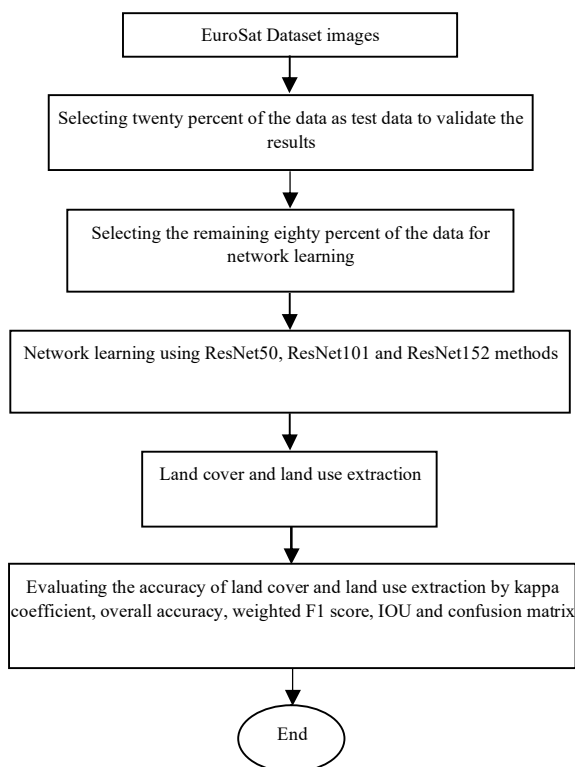 EuroSat Dataset images
Selecting twenty percent of the data as test data to validate the
results
Selecting the remaining eighty percent of the data for
network learning
Network learning using ResNet50, ResNet101 and ResNet152 methods
Land cover and land use extraction
Evaluating the accuracy of land cover and land use extraction by kappa
coefficient, overall accuracy, weighted F1 score, IOU and confusion matrix
End